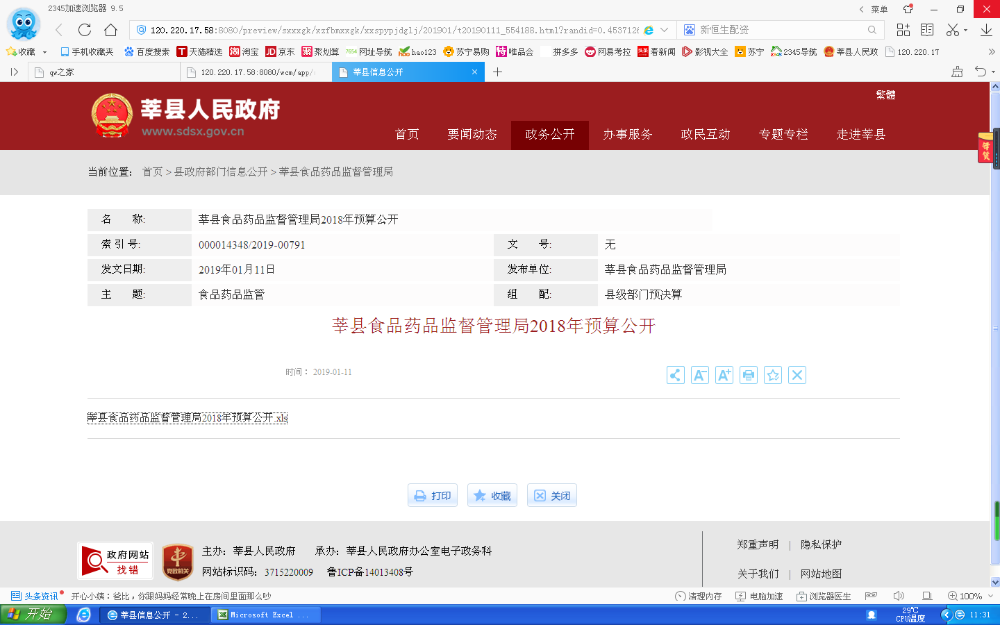 2345加速浏览器 9.5
菜单
120.220.17.58:8080/preview/sxxxgk/xzfbmxxgk/xxspypjdglj/201901/t20190111_554188.html?randid=0.4537126
新恒生配资
收藏 手机收藏夹 百度搜索 天猫精选 淘宝 京东 聚划算 网址导航 hao123 苏宁易购 唯品会 拼多多 网易考拉 看新闻 影视大全 苏宁 2345导航 莘县人民政 120.220.17
qw之家 120.220.17.58:8080/wcm/app/ 莘县信息公开
繁體
莘县人民政府
www.sdsx.gov.cn
首页 要闻动态 政务公开 办事服务 政民互动 专题专栏 走进莘县
年货
当前位置： 首页 > 县政府部门信息公开 > 莘县食品药品监督管理局
名 称: 莘县食品药品监督管理局2018年预算公开
索 引 号: 000014348/2019-00791 文 号: 无
发文日期: 2019年01月11日 发布单位: 莘县食品药品监督管理局
主 题: 食品药品监管 组 配: 县级部门预决算
莘县食品药品监督管理局2018年预算公开
时间： 2019-01-11
A- A+
莘县食品药品监督管理局2018年预算公开.xls
打印 收藏 关闭
政府网站
找错
党政机关
主办：莘县人民政府 承办：莘县人民政府办公室电子政务科
网站标识码：3715220009 鲁ICP备14013408号
郑重声明 | 隐私保护
关于我们 | 网站地图
头条资讯 开心小姨：爸比，你跟妈妈经常晚上在房间里面那么吵
清理内存 电脑加速 浏览器医生 100%
开始 莘县信息公开 - 2... Microsoft Excel ...
29℃
CPU温度
11:31